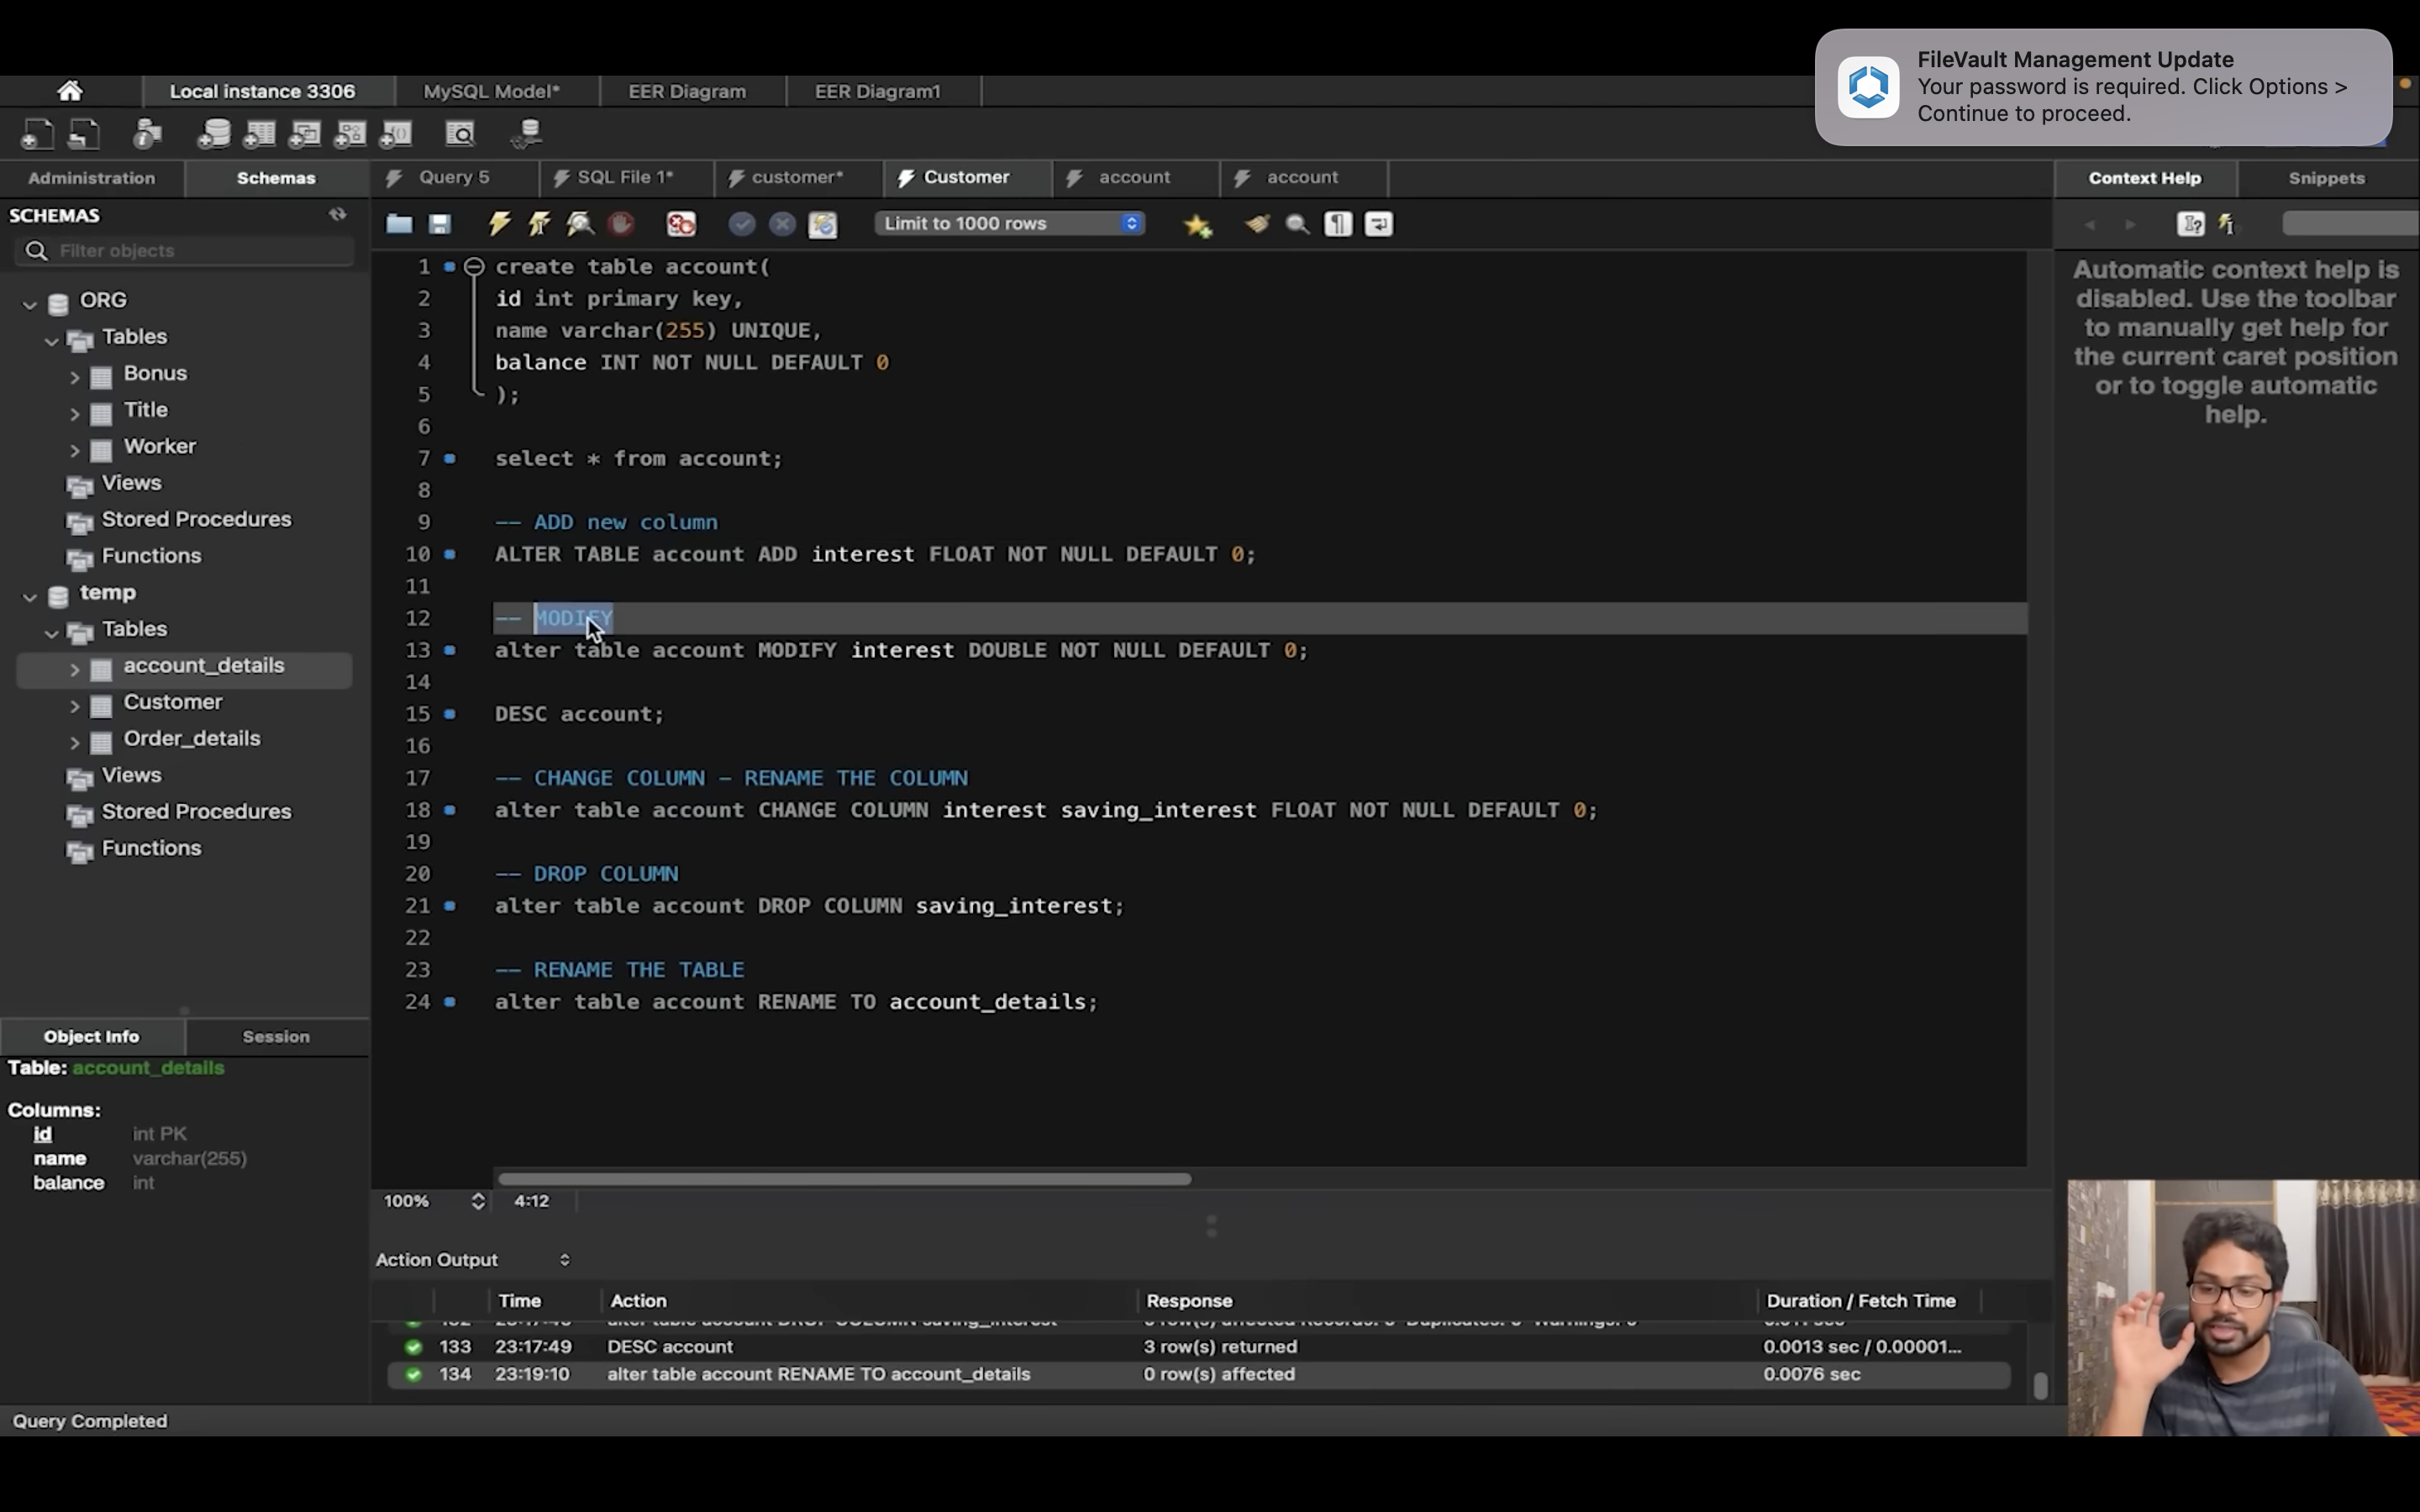 FileVault Management Update
Your password is required. Click Options >
Continue to proceed.
Local instance 3306
MySQL Model*
EER Diagram
EER Diagram1
Administration
Schemas
Query 5
SQL File 1*
customer*
Customer
account
account
Context Help
Snippets
SCHEMAS
Filter objects
Limit to 1000 rows
ORG
Tables
Bonus
Title
Worker
Views
Stored Procedures
Functions
temp
Tables
account_details
Customer
Order_details
Views
Stored Procedures
Functions
1 create table account(
2 id int primary key,
3 name varchar(255) UNIQUE,
4 balance INT NOT NULL DEFAULT 0
5 );
6
7 select * from account;
8
9 -- ADD new column
10 ALTER TABLE account ADD interest FLOAT NOT NULL DEFAULT 0;
11
12 -- MODIFY
13 alter table account MODIFY interest DOUBLE NOT NULL DEFAULT 0;
14
15 DESC account;
16
17 -- CHANGE COLUMN - RENAME THE COLUMN
18 alter table account CHANGE COLUMN interest saving_interest FLOAT NOT NULL DEFAULT 0;
19
20 -- DROP COLUMN
21 alter table account DROP COLUMN saving_interest;
22
23 -- RENAME THE TABLE
24 alter table account RENAME TO account_details;
Automatic context help is
disabled. Use the toolbar
to manually get help for
the current caret position
or to toggle automatic
help.
Object Info
Session
Table: account_details
Columns:
id int PK
name varchar(255)
balance int
100%
4:12
Action Output
Time Action Response Duration / Fetch Time
alter table account DROP COLUMN saving_interest
133 23:17:49 DESC account 3 row(s) returned 0.0013 sec / 0.00001...
134 23:19:10 alter table account RENAME TO account_details 0 row(s) affected 0.0076 sec
Query Completed